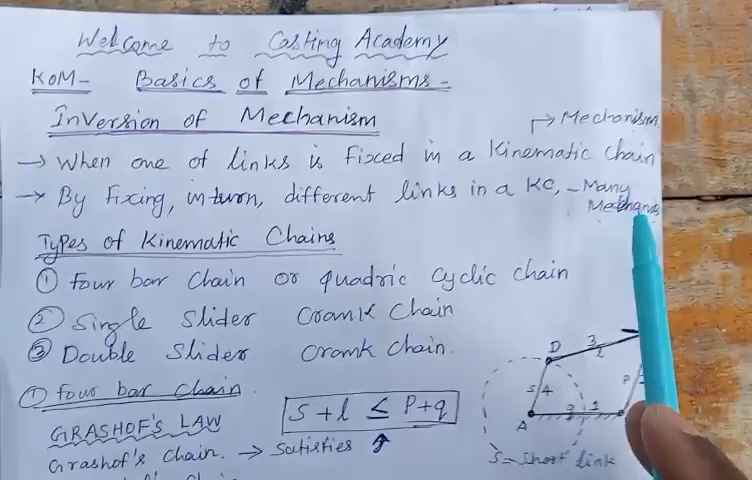 Welcome to Casting Academy
KOM- Basics of Mechanisms-
Inversion of Mechanism
→ Mechanism.
→ When one of links is Fixed in a Kinematic Chain
→ By Fixing, in turn, different links in a KC, - Many
Mechanisms
Types of Kinematic Chains
① Four bar Chain or quadric cyclic chain
② Single Slider Crank Chain
③ Double Slider Crank Chain.
① Four bar Chain.
GRASHOF'S LAW
S + l ≤ P+q
Grashof's Chain. → Satisfies ↑
D 3 l
S 4 P
A q 1
S = Short link